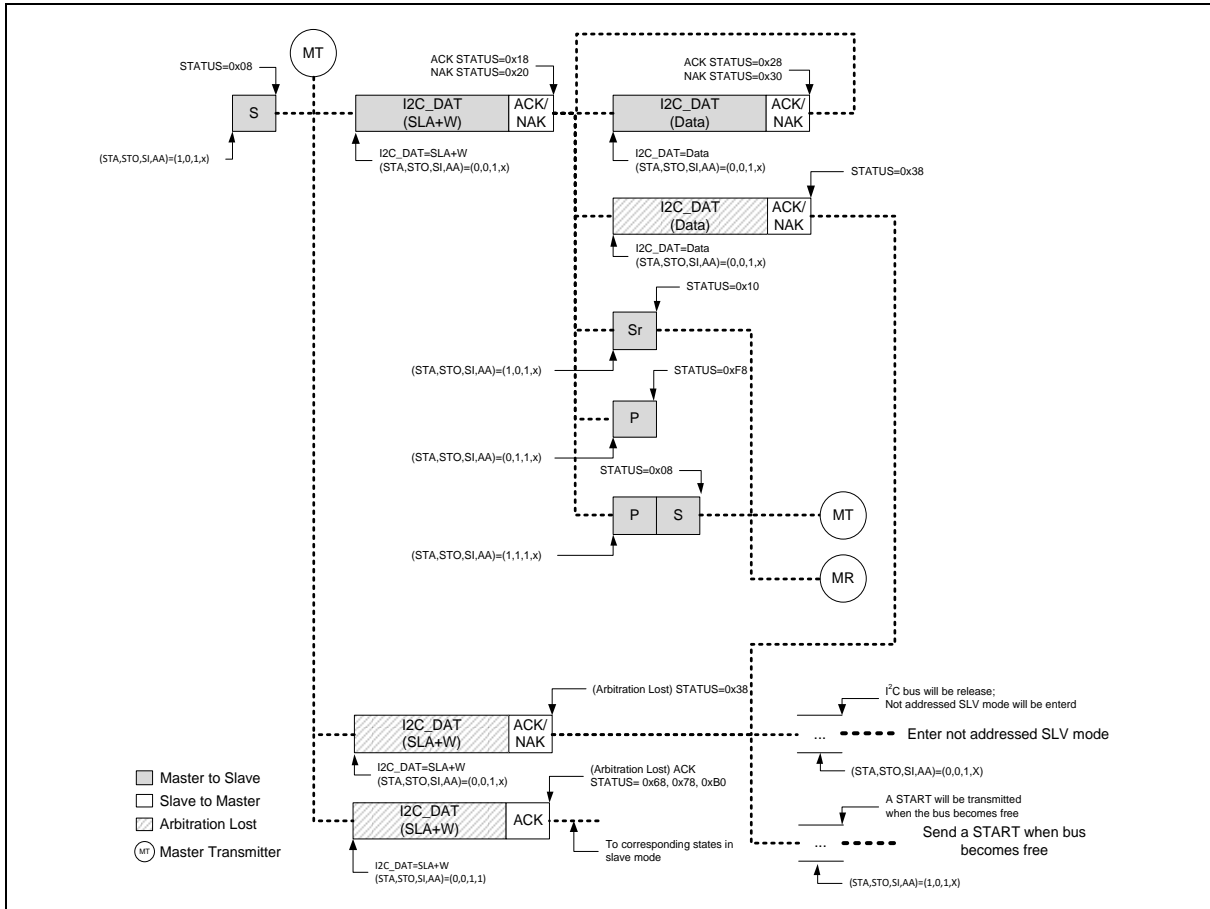 MT
STATUS=0x08
ACK STATUS=0x18
NAK STATUS=0x20
ACK STATUS=0x28
NAK STATUS=0x30
S
I2C_DAT
(SLA+W)
ACK/
NAK
I2C_DAT
(Data)
ACK/
NAK
(STA,STO,SI,AA)=(1,0,1,x)
I2C_DAT=SLA+W
(STA,STO,SI,AA)=(0,0,1,x)
I2C_DAT=Data
(STA,STO,SI,AA)=(0,0,1,x)
STATUS=0x38
I2C_DAT
(Data)
ACK/
NAK
I2C_DAT=Data
(STA,STO,SI,AA)=(0,0,1,x)
STATUS=0x10
Sr
(STA,STO,SI,AA)=(1,0,1,x)
STATUS=0xF8
P
(STA,STO,SI,AA)=(0,1,1,x)
STATUS=0x08
P
S
MT
(STA,STO,SI,AA)=(1,1,1,x)
MR
(Arbitration Lost) STATUS=0x38
I2C_DAT
(SLA+W)
ACK/
NAK
I2C_DAT=SLA+W
(STA,STO,SI,AA)=(0,0,1,x)
I²C bus will be release;
Not addressed SLV mode will be enterd
...
Enter not addressed SLV mode
(STA,STO,SI,AA)=(0,0,1,X)
(Arbitration Lost) ACK
STATUS= 0x68, 0x78, 0xB0
I2C_DAT
(SLA+W)
ACK
To corresponding states in
slave mode
I2C_DAT=SLA+W
(STA,STO,SI,AA)=(0,0,1,1)
A START will be transmitted
when the bus becomes free
...
Send a START when bus
becomes free
(STA,STO,SI,AA)=(1,0,1,X)
Master to Slave
Slave to Master
Arbitration Lost
MT
Master Transmitter